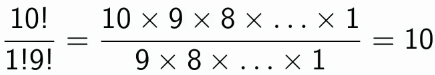 10!/1!9! = 10 × 9 × 8 × ... × 1/9 × 8 × ... × 1 = 10